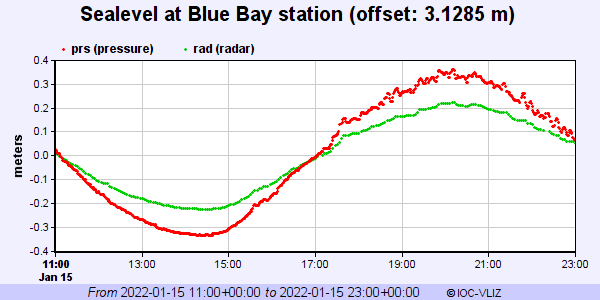 Sealevel at Blue Bay station (offset: 3.1285 m)
prs (pressure) rad (radar)
0.4
0.3
0.2
0.1
0.0
-0.1
-0.2
-0.3
-0.4
meters
11:00 13:00 15:00 17:00 19:00 21:00 23:00
Jan 15
From 2022-01-15 11:00+00:00 to 2022-01-15 23:00+00:00 © IOC-VLIZ